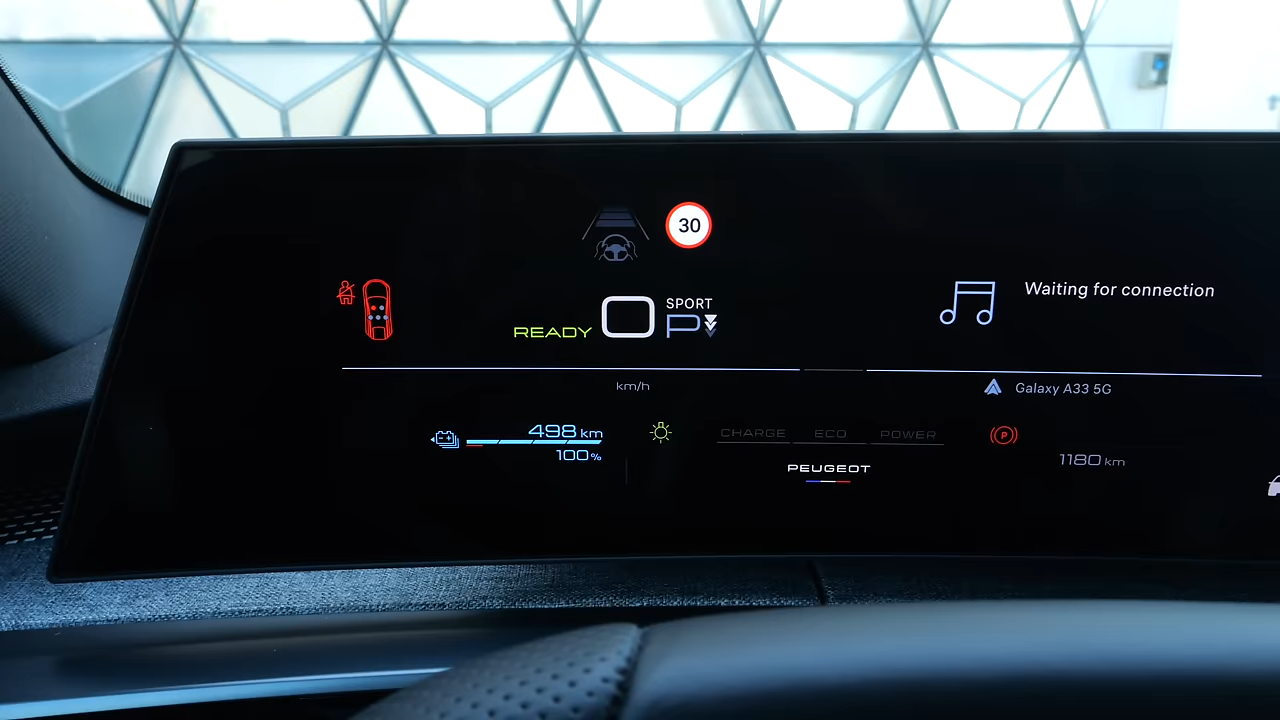 30
SPORT
READY 0 P
Waiting for connection
km/h
Galaxy A33 5G
498 km
100%
CHARGE ECO POWER
P
1180 km
PEUGEOT